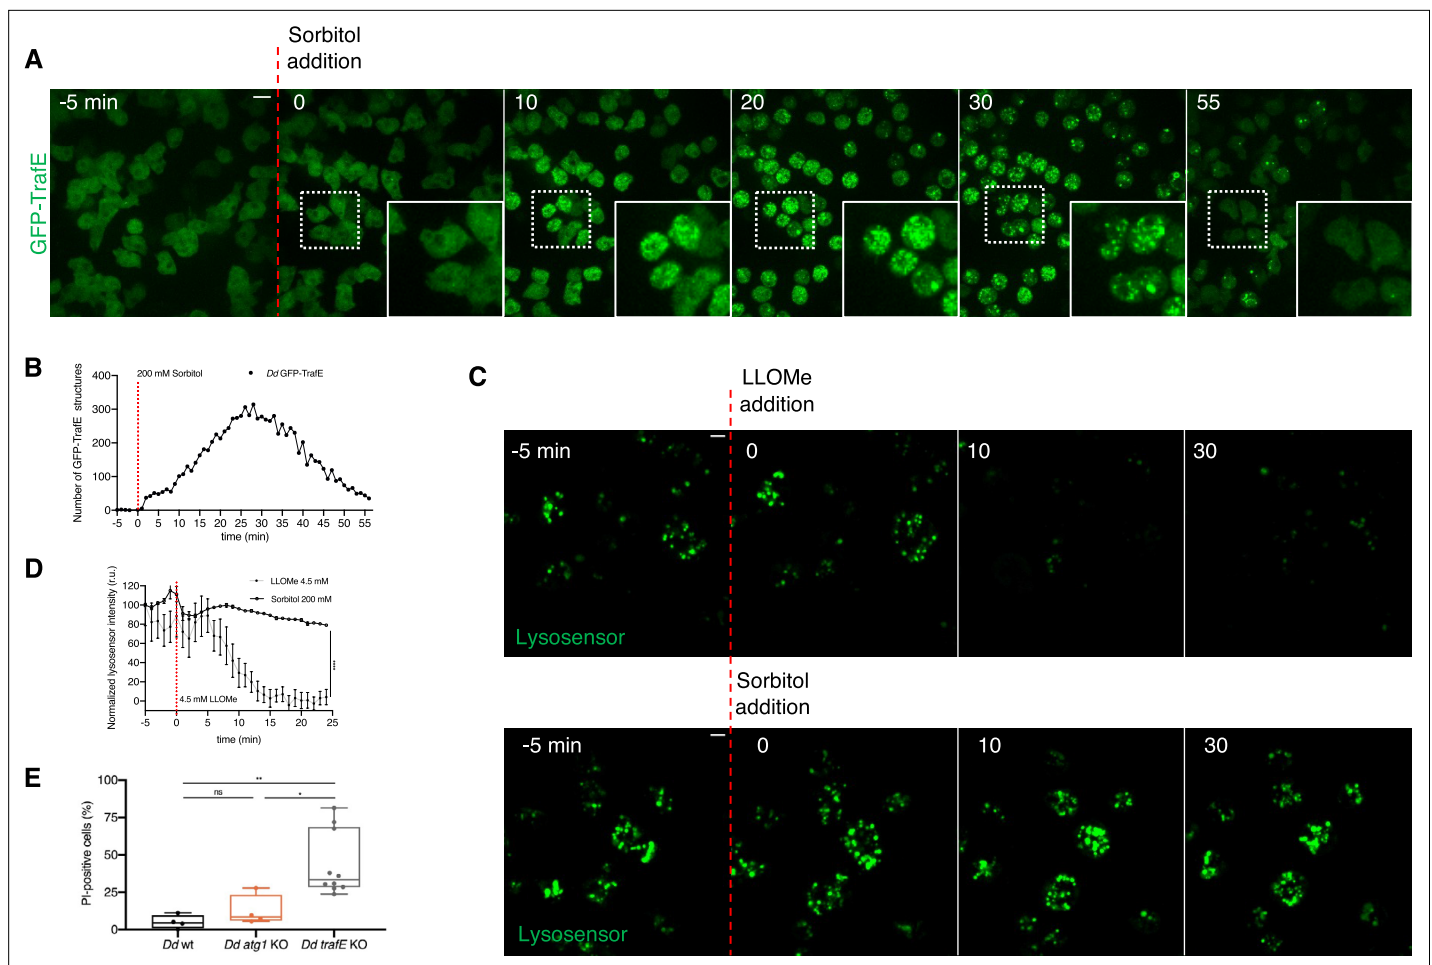 A
Sorbitol
addition
-5 min
0
10
20
30
55
GFP-TrafE
B
200 mM Sorbitol
Dd GFP-TrafE
Number of GFP-TrafE structures
400
300
200
100
0
-5 0 5 10 15 20 25 30 35 40 45 50 55
time (min)
C
LLOMe
addition
-5 min
0
10
30
Lysosensor
Sorbitol
addition
-5 min
0
10
30
Lysosensor
D
LLOMe 4.5 mM
Sorbitol 200 mM
Normalized lysosensor intensity (r.u.)
120
100
80
60
40
20
0
****
4.5 mM LLOMe
-5 0 5 10 15 20 25
time (min)
E
PI-positive cells (%)
100
75
50
25
0
**
ns
*
Dd wt
Dd atg1 KO
Dd trafE KO